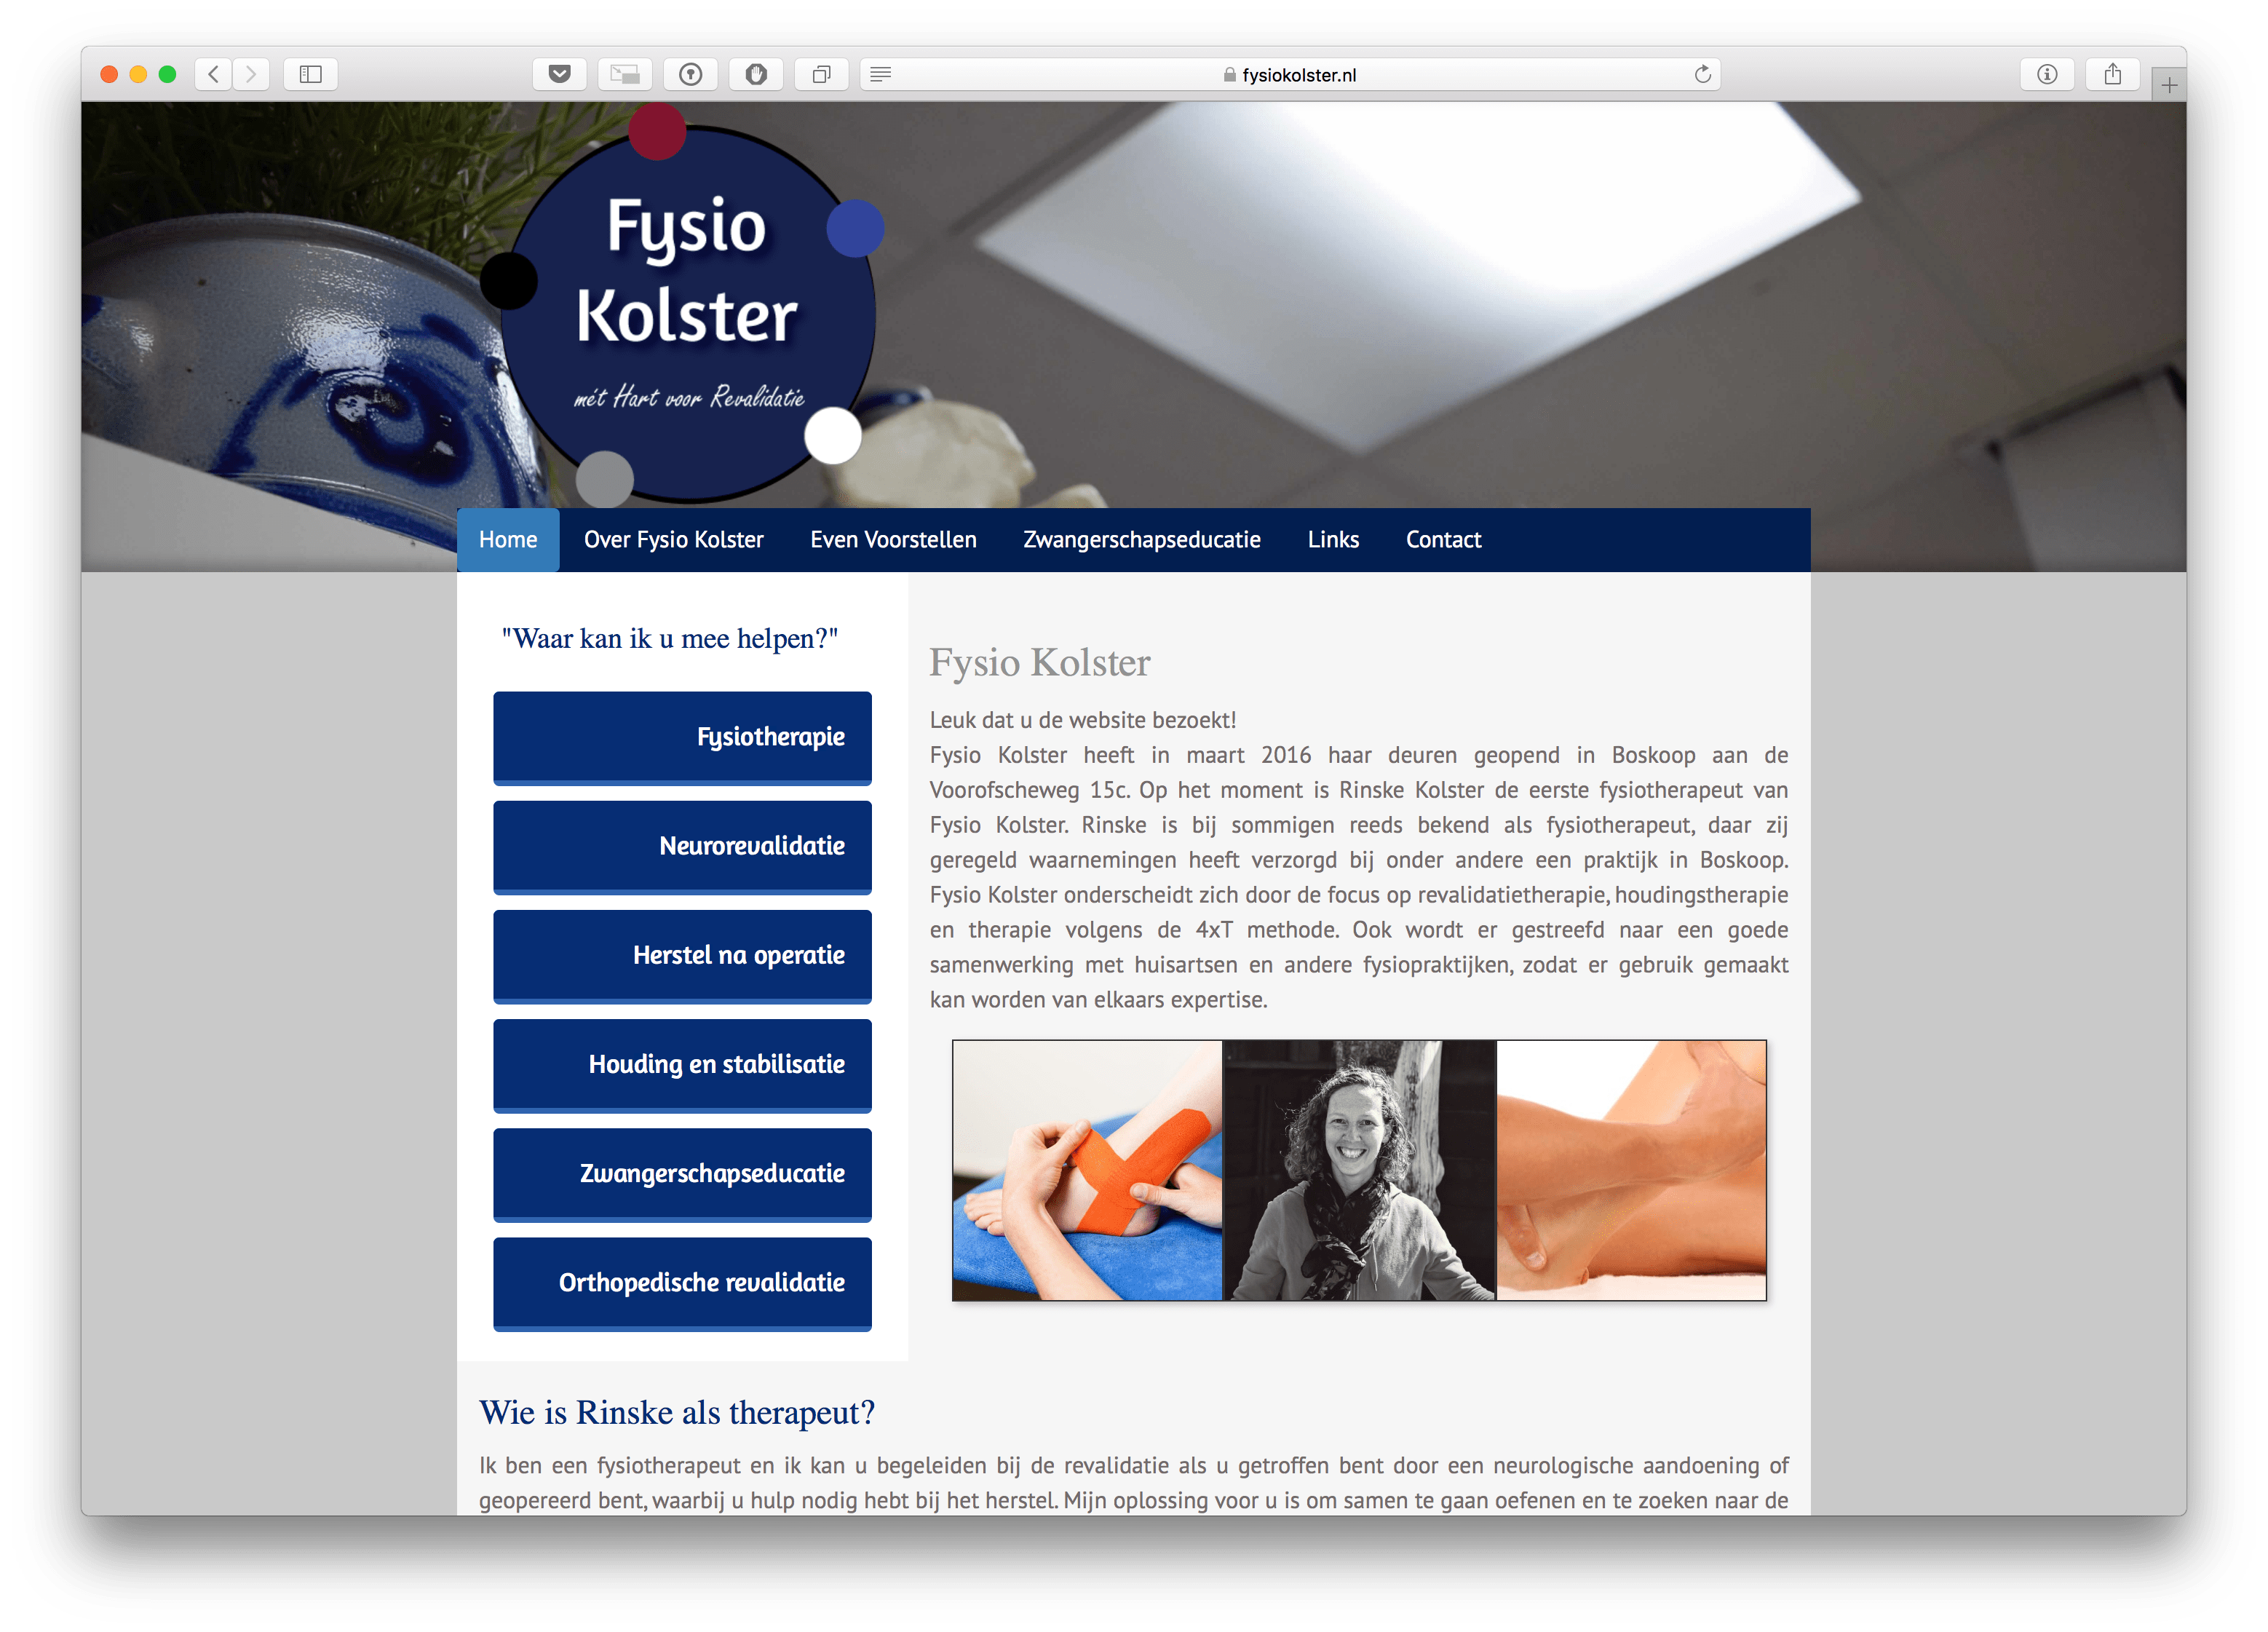 fysiokolster.nl
Fysio
Kolster
mét Hart voor Revalidatie
Home
Over Fysio Kolster
Even Voorstellen
Zwangerschapseducatie
Links
Contact
"Waar kan ik u mee helpen?"
Fysiotherapie
Neurorevalidatie
Herstel na operatie
Houding en stabilisatie
Zwangerschapseducatie
Orthopedische revalidatie
Fysio Kolster
Leuk dat u de website bezoekt!
Fysio Kolster heeft in maart 2016 haar deuren geopend in Boskoop aan de
Voorofscheweg 15c. Op het moment is Rinske Kolster de eerste fysiotherapeut van
Fysio Kolster. Rinske is bij sommigen reeds bekend als fysiotherapeut, daar zij
geregeld waarnemingen heeft verzorgd bij onder andere een praktijk in Boskoop.
Fysio Kolster onderscheidt zich door de focus op revalidatietherapie, houdingstherapie
en therapie volgens de 4xT methode. Ook wordt er gestreefd naar een goede
samenwerking met huisartsen en andere fysiopraktijken, zodat er gebruik gemaakt
kan worden van elkaars expertise.
Wie is Rinske als therapeut?
Ik ben een fysiotherapeut en ik kan u begeleiden bij de revalidatie als u getroffen bent door een neurologische aandoening of
geopereerd bent, waarbij u hulp nodig hebt bij het herstel. Mijn oplossing voor u is om samen te gaan oefenen en te zoeken naar de